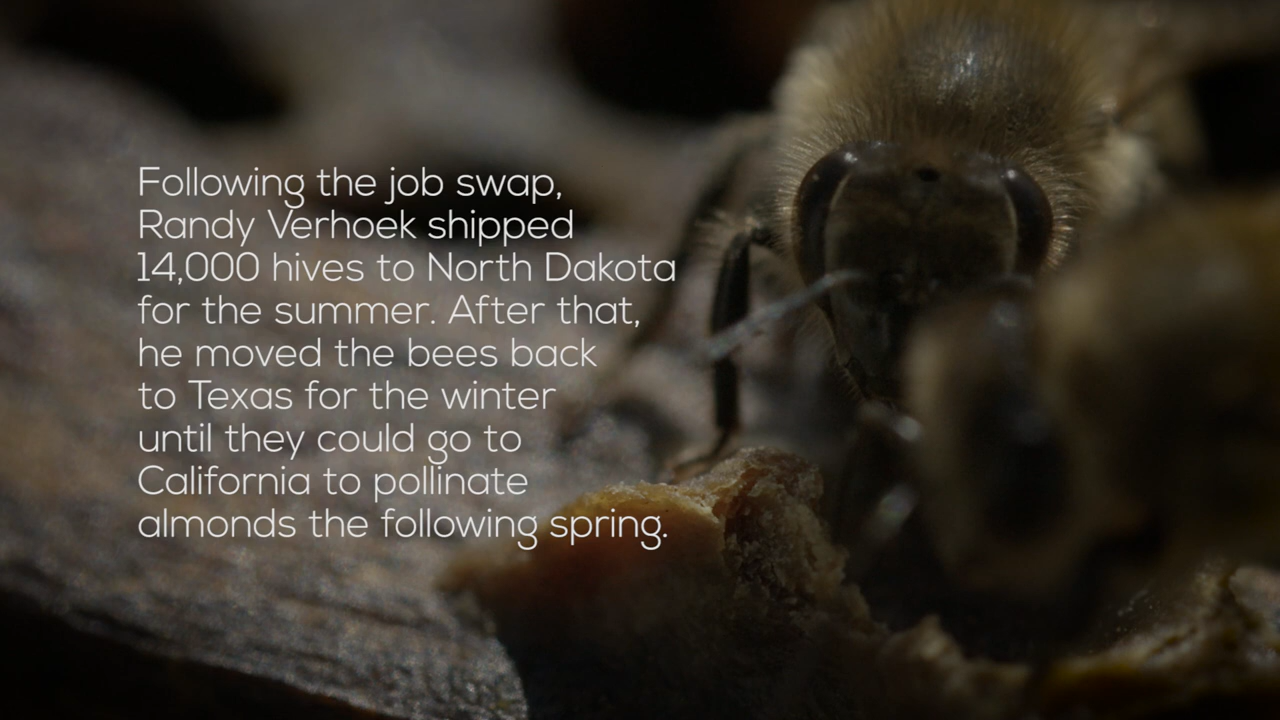 Following the job swap,
Randy Verhoek shipped
14,000 hives to North Dakota
for the summer. After that,
he moved the bees back
to Texas for the winter
until they could go to
California to pollinate
almonds the following spring.